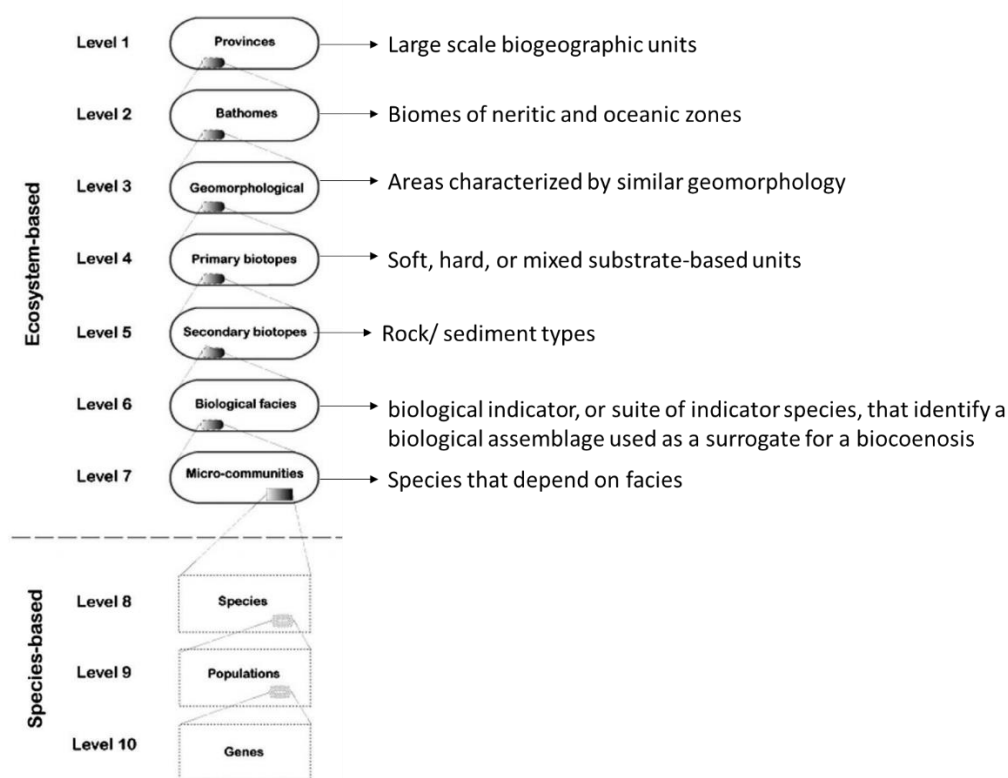 Level 1 Provinces Large scale biogeographic units
Level 2 Bathomes Biomes of neritic and oceanic zones
Level 3 Geomorphological Areas characterized by similar geomorphology
Ecosystem-based
Level 4 Primary biotopes Soft, hard, or mixed substrate-based units
Level 5 Secondary biotopes Rock/ sediment types
Level 6 Biological facies biological indicator, or suite of indicator species, that identify a
biological assemblage used as a surrogate for a biocoenosis
Level 7 Micro-communities Species that depend on facies
Species-based
Level 8 Species
Level 9 Populations
Level 10 Genes